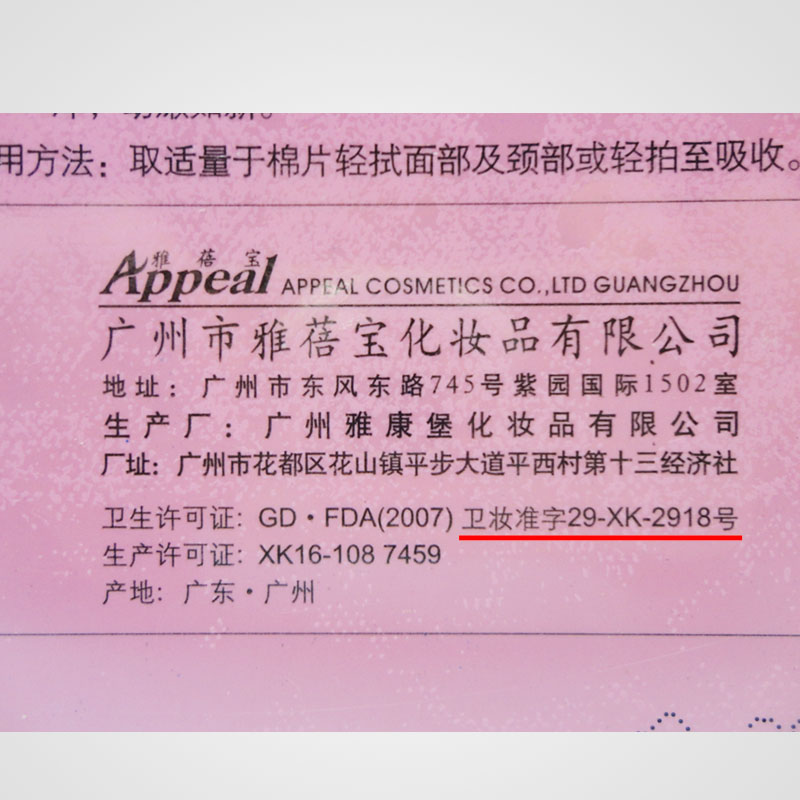 用方法：取适量于棉片轻拭面部及颈部或轻拍至吸收。
雅蓓宝
Appeal APPEAL COSMETICS CO.,LTD GUANGZHOU
广州市雅蓓宝化妆品有限公司
地址：广州市东风东路745号紫园国际1502室
生产厂：广州雅康堡化妆品有限公司
厂址：广州市花都区花山镇平步大道平西村第十三经济社
卫生许可证：GD·FDA(2007) 卫妆准字29-XK-2918号
生产许可证：XK16-108 7459
产地：广东·广州